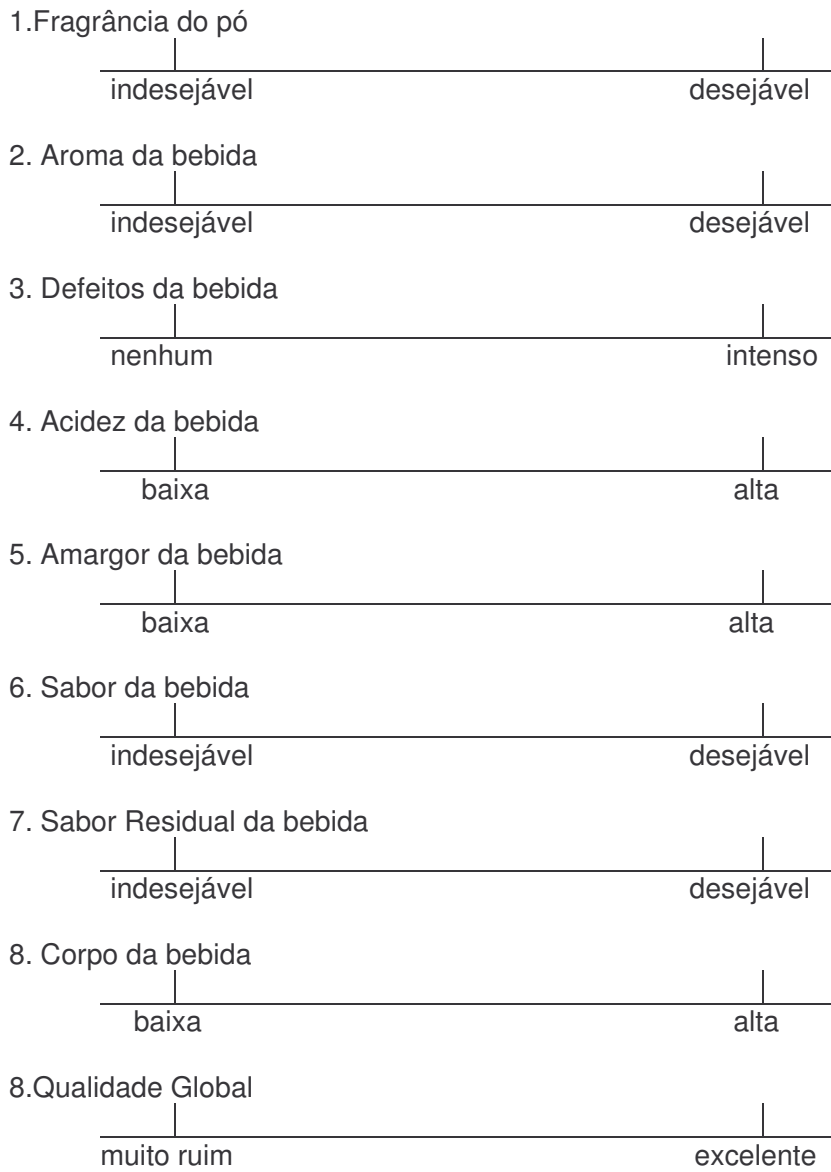 1.Fragrância do pó
indesejável desejável
2. Aroma da bebida
indesejável desejável
3. Defeitos da bebida
nenhum intenso
4. Acidez da bebida
baixa alta
5. Amargor da bebida
baixa alta
6. Sabor da bebida
indesejável desejável
7. Sabor Residual da bebida
indesejável desejável
8. Corpo da bebida
baixa alta
8.Qualidade Global
muito ruim excelente